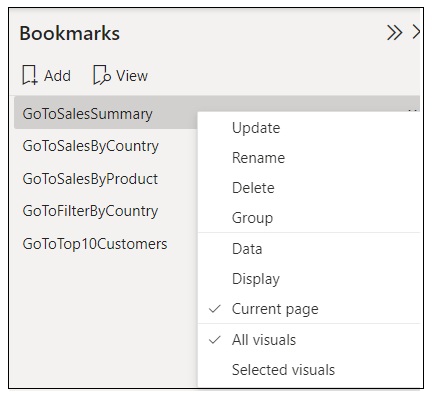 Bookmarks
Add View
GoToSalesSummary
GoToSalesByCountry
GoToSalesByProduct
GoToFilterByCountry
GoToTop10Customers
Update
Rename
Delete
Group
Data
Display
Current page
All visuals
Selected visuals